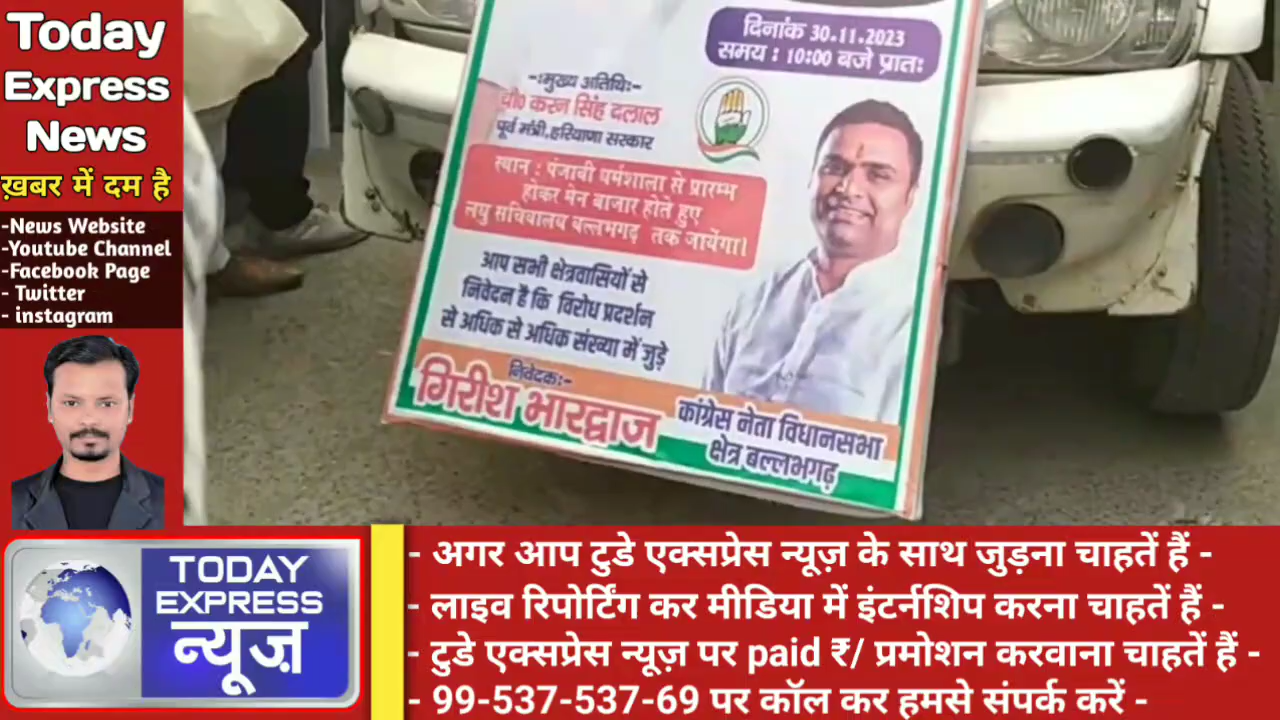 Today
Express
News
ख़बर में दम है
-News Website
-Youtube Channel
-Facebook Page
- Twitter
- instagram
दिनांक 30.11.2023
समय : 10:00 बजे प्रातः
-:मुख्य अतिथि:-
चौ० करन सिंह दलाल
पूर्व मंत्री,हरियाणा सरकार
स्थान : पंजाबी धर्मशाला से प्रारम्भ
होकर मेन बाजार होते हुए
लघु सचिवालय बल्लभगढ़ तक जायेंगा।
आप सभी क्षेत्रवासियों से
निवेदन है कि विरोध प्रदर्शन
से अधिक से अधिक संख्या में जुड़े
निवेदक:-
गिरीश भारद्वाज
कांग्रेस नेता विधानसभा
क्षेत्र बल्लभगढ़
TODAY
EXPRESS
न्यूज़
- अगर आप टुडे एक्सप्रेस न्यूज़ के साथ जुड़ना चाहतें हैं -
- लाइव रिपोर्टिंग कर मीडिया में इंटर्नशिप करना चाहतें हैं -
- टुडे एक्सप्रेस न्यूज़ पर paid ₹/ प्रमोशन करवाना चाहतें हैं -
- 99-537-537-69 पर कॉल कर हमसे संपर्क करें -